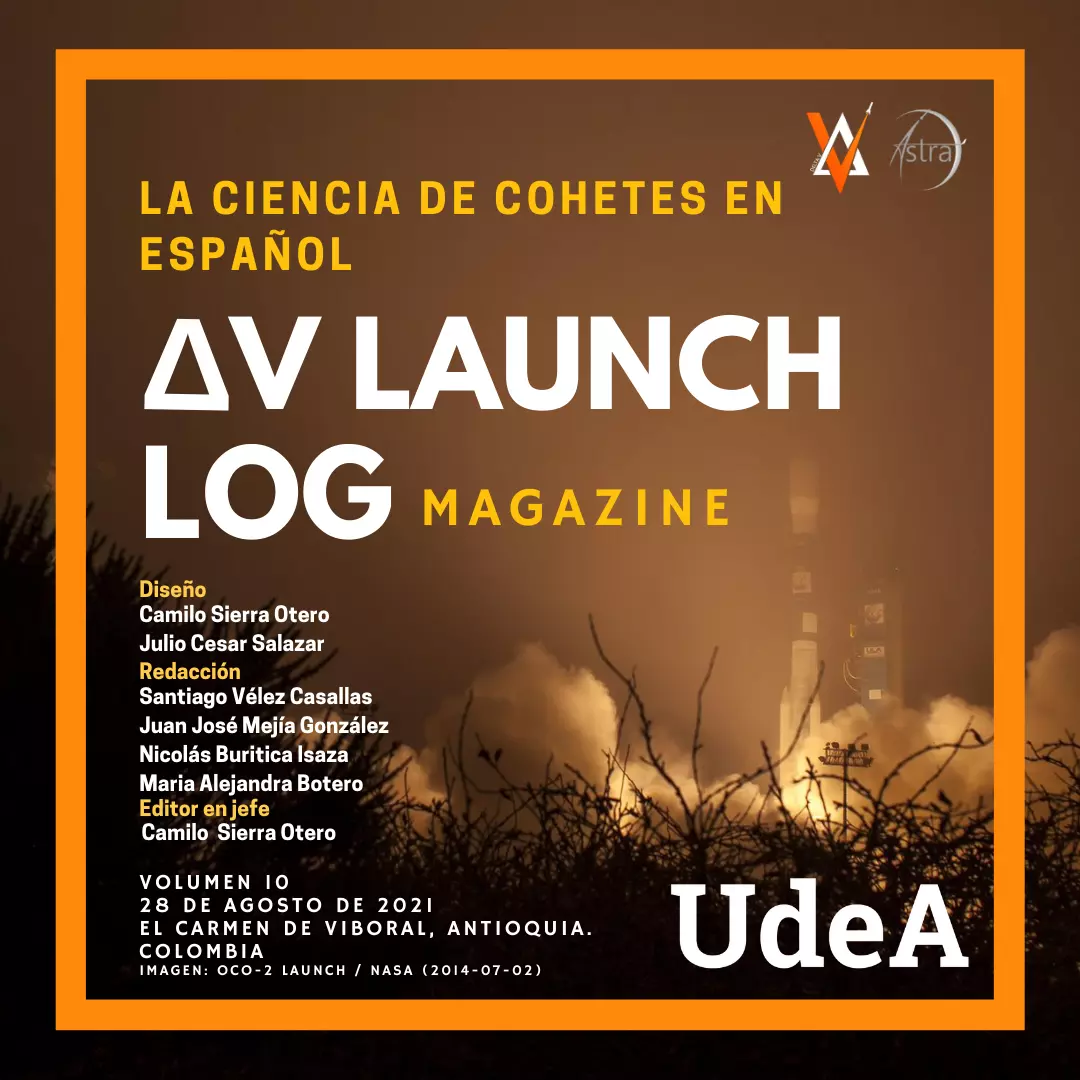 Astra
LA CIENCIA DE COHETES EN
ESPAÑOL
ΔV LAUNCH
LOG MAGAZINE
Diseño
Camilo Sierra Otero
Julio Cesar Salazar
Redacción
Santiago Vélez Casallas
Juan José Mejía González
Nicolás Buritica Isaza
Maria Alejandra Botero
Editor en jefe
Camilo Sierra Otero
VOLUMEN 10
28 DE AGOSTO DE 2021
EL CARMEN DE VIBORAL, ANTIOQUIA.
COLOMBIA
IMAGEN: OCO-2 LAUNCH / NASA (2014-07-02)
UdeA